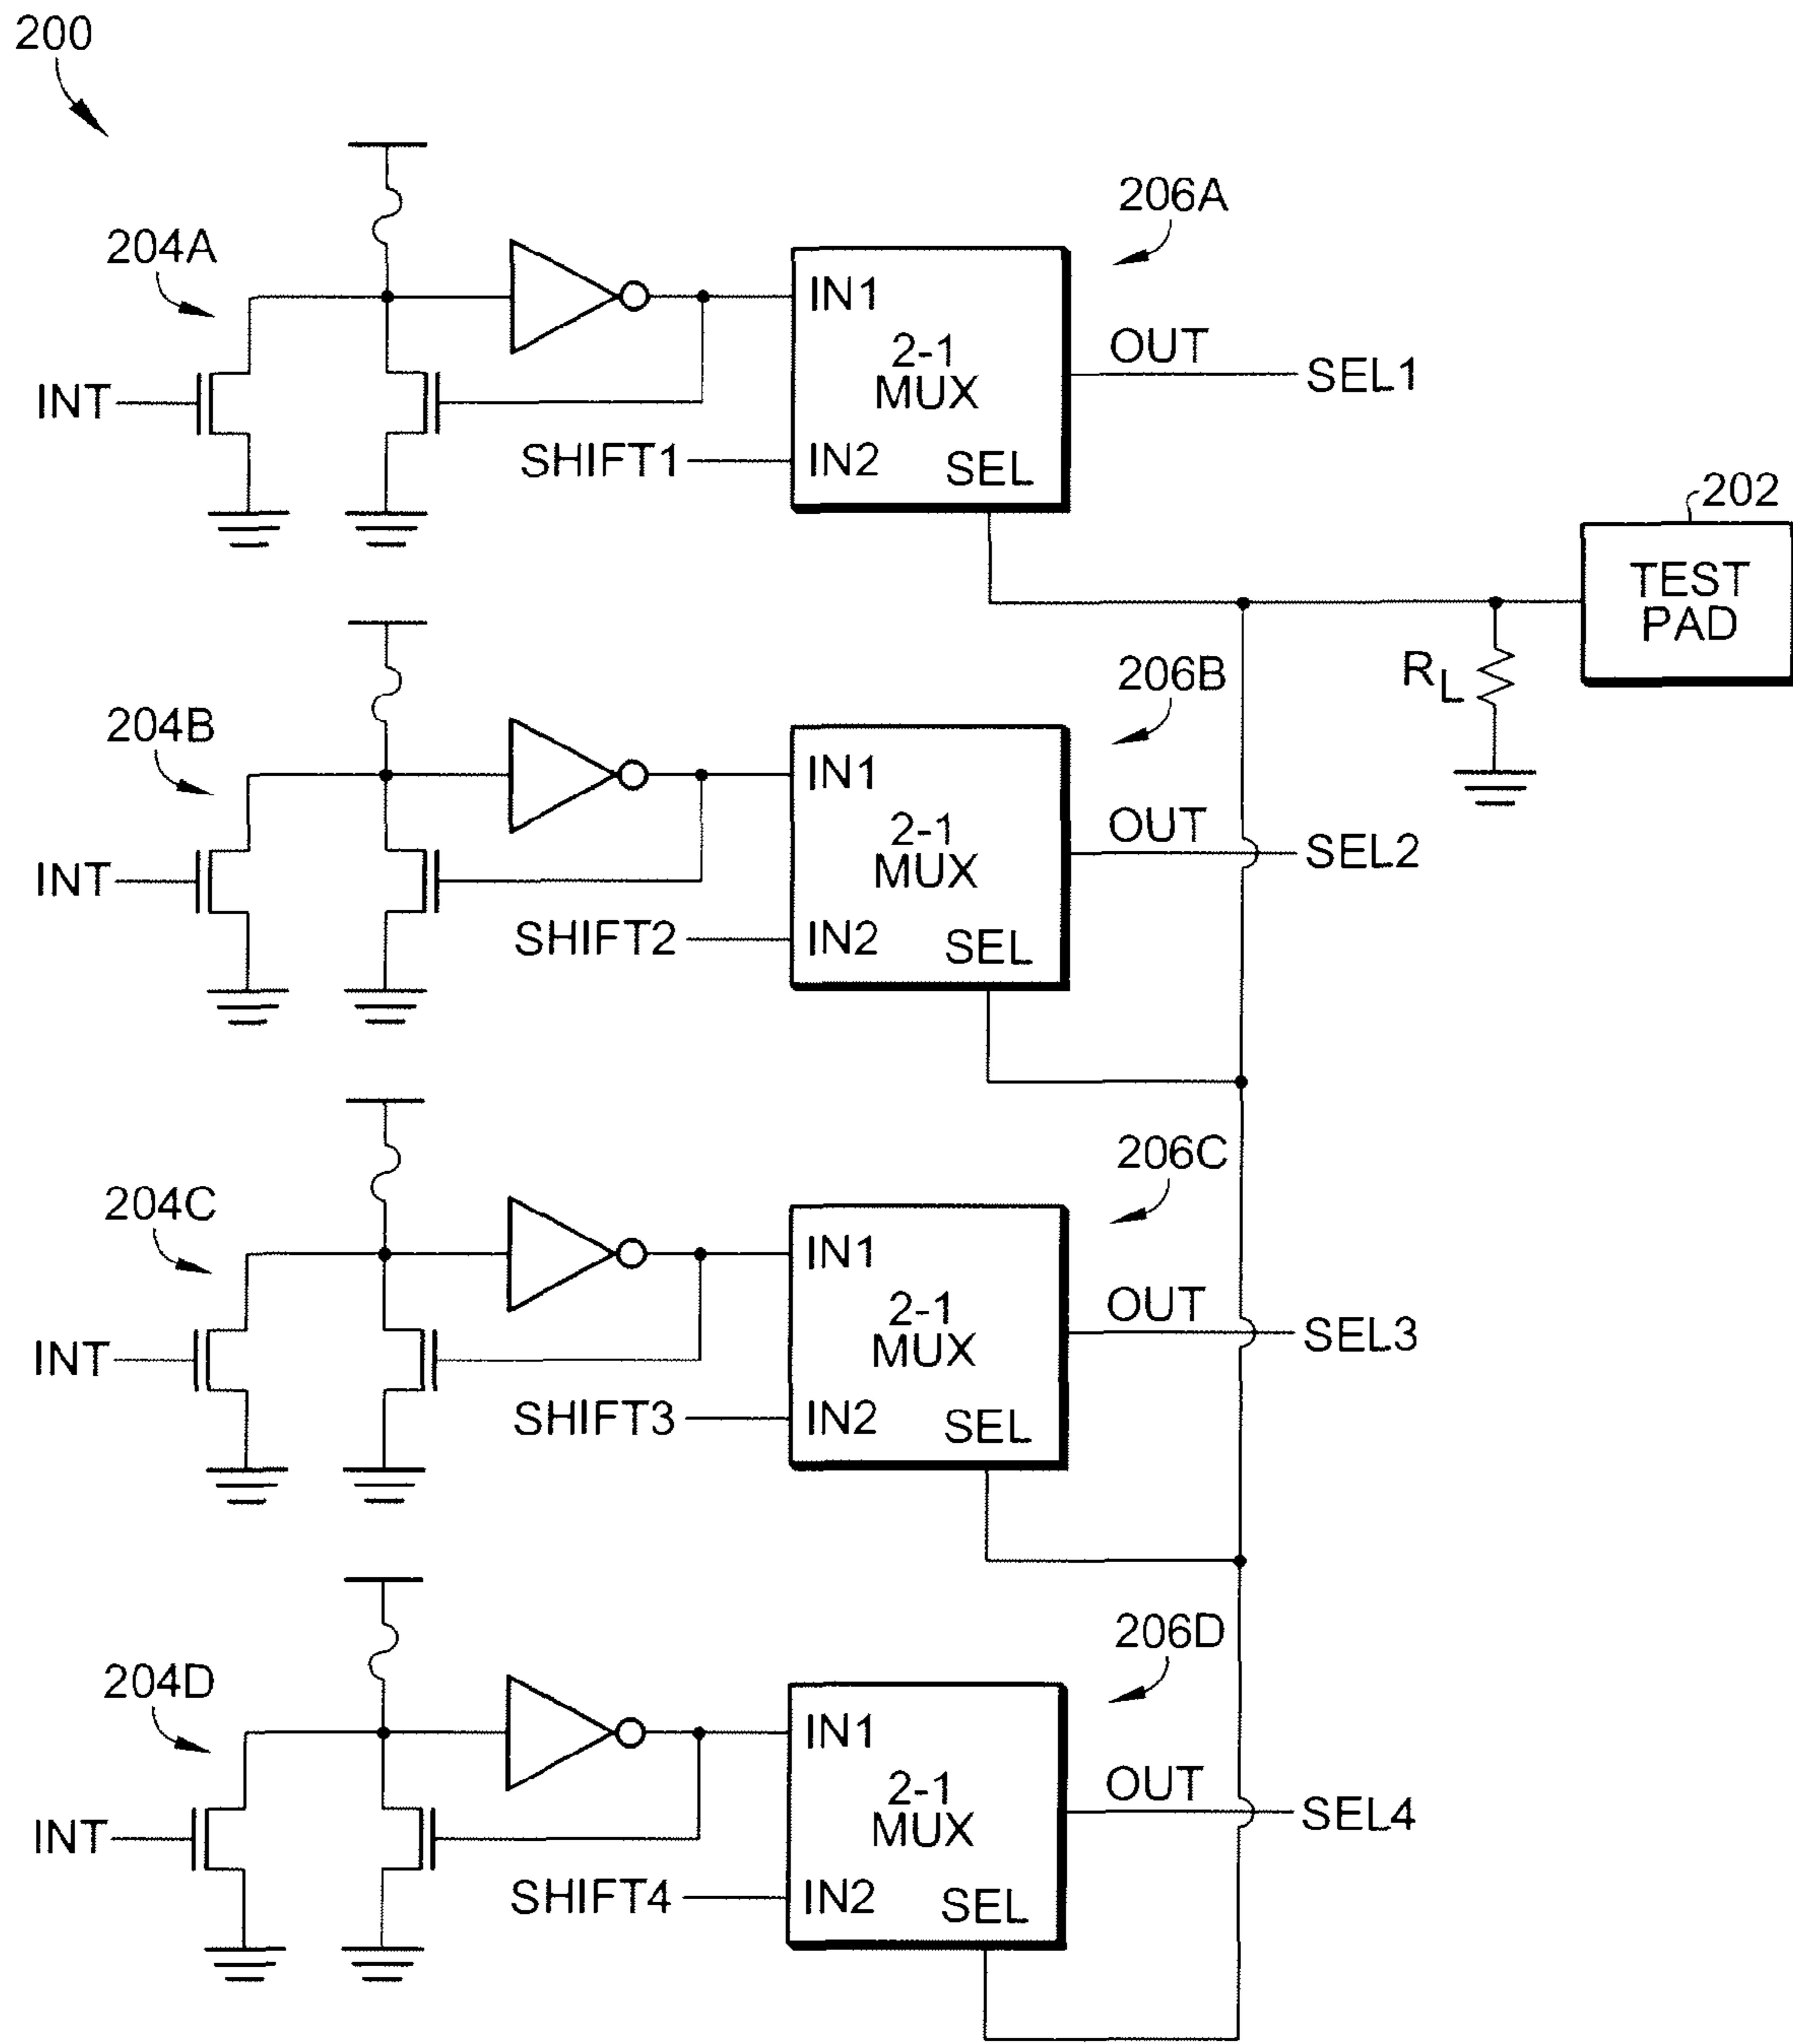 200
204A
206A
IN1
2-1
MUX
OUT
SEL1
INT
SHIFT1
IN2
SEL
202
TEST
PAD
RL
204B
206B
IN1
2-1
MUX
OUT
SEL2
INT
SHIFT2
IN2
SEL
204C
206C
IN1
2-1
MUX
OUT
SEL3
INT
SHIFT3
IN2
SEL
204D
206D
IN1
2-1
MUX
OUT
SEL4
INT
SHIFT4
IN2
SEL